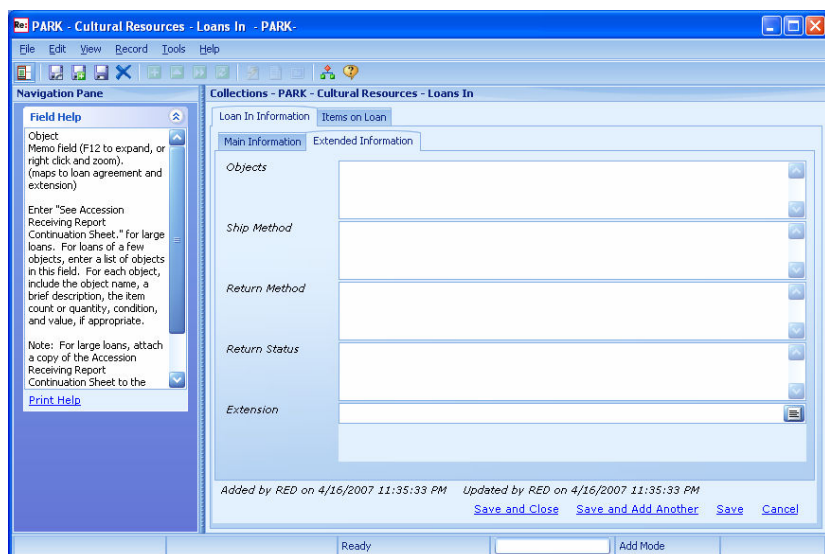 Re: PARK - Cultural Resources - Loans In - PARK-
File Edit View Record Tools Help
Navigation Pane
Collections - PARK - Cultural Resources - Loans In
Field Help
Object
Memo field (F12 to expand, or
right click and zoom).
(maps to loan agreement and
extension)
Enter "See Accession
Receiving Report
Continuation Sheet." for large
loans. For loans of a few
objects, enter a list of objects
in this field. For each object,
include the object name, a
brief description, the item
count or quantity, condition,
and value, if appropriate.
Note: For large loans, attach
a copy of the Accession
Receiving Report
Continuation Sheet to the
Print Help
Loan In Information Items on Loan
Main Information Extended Information
Objects
Ship Method
Return Method
Return Status
Extension
Added by RED on 4/16/2007 11:35:33 PM Updated by RED on 4/16/2007 11:35:33 PM
Save and Close Save and Add Another Save Cancel
Ready Add Mode